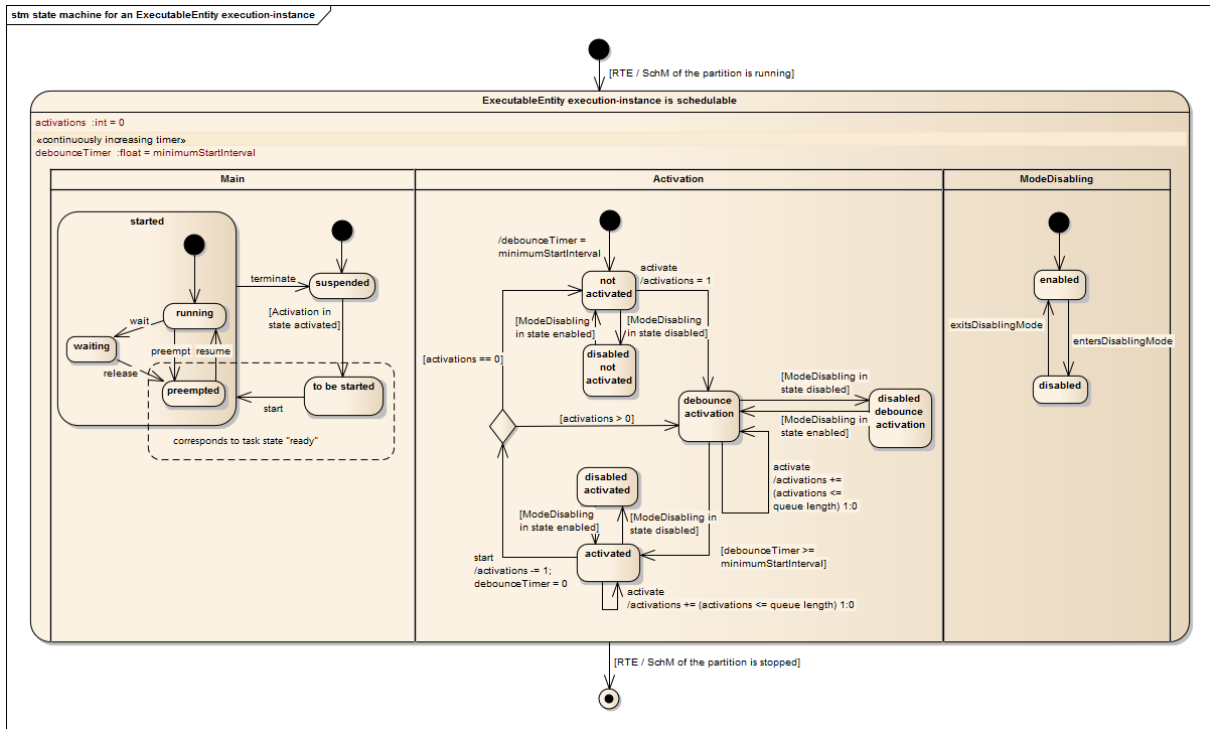 stm state machine for an ExecutableEntity execution-instance
[RTE / SchM of the partition is running]
ExecutableEntity execution-instance is schedulable
activations :int = 0
«continuously increasing timer»
debounceTimer :float = minimumStartInterval
Main
started
running
wait
waiting
preempt
resume
release
preempted
terminate
suspended
[Activation in
state activated]
to be started
start
corresponds to task state "ready"
Activation
/debounceTimer =
minimumStartInterval
not
activated
activate
/activations = 1
[ModeDisabling
in state enabled]
[ModeDisabling
in state disabled]
disabled
not
activated
[activations == 0]
[activations > 0]
debounce
activation
[ModeDisabling in
state disabled]
[ModeDisabling in
state enabled]
disabled
debounce
activation
activate
/activations +=
(activations <=
queue length) 1:0
disabled
activated
[ModeDisabling
in state enabled]
[ModeDisabling in
state disabled]
activated
start
/activations -= 1;
debounceTimer = 0
[debounceTimer >=
minimumStartInterval]
activate
/activations += (activations <= queue length) 1:0
ModeDisabling
enabled
exitsDisablingMode
entersDisablingMode
disabled
[RTE / SchM of the partition is stopped]